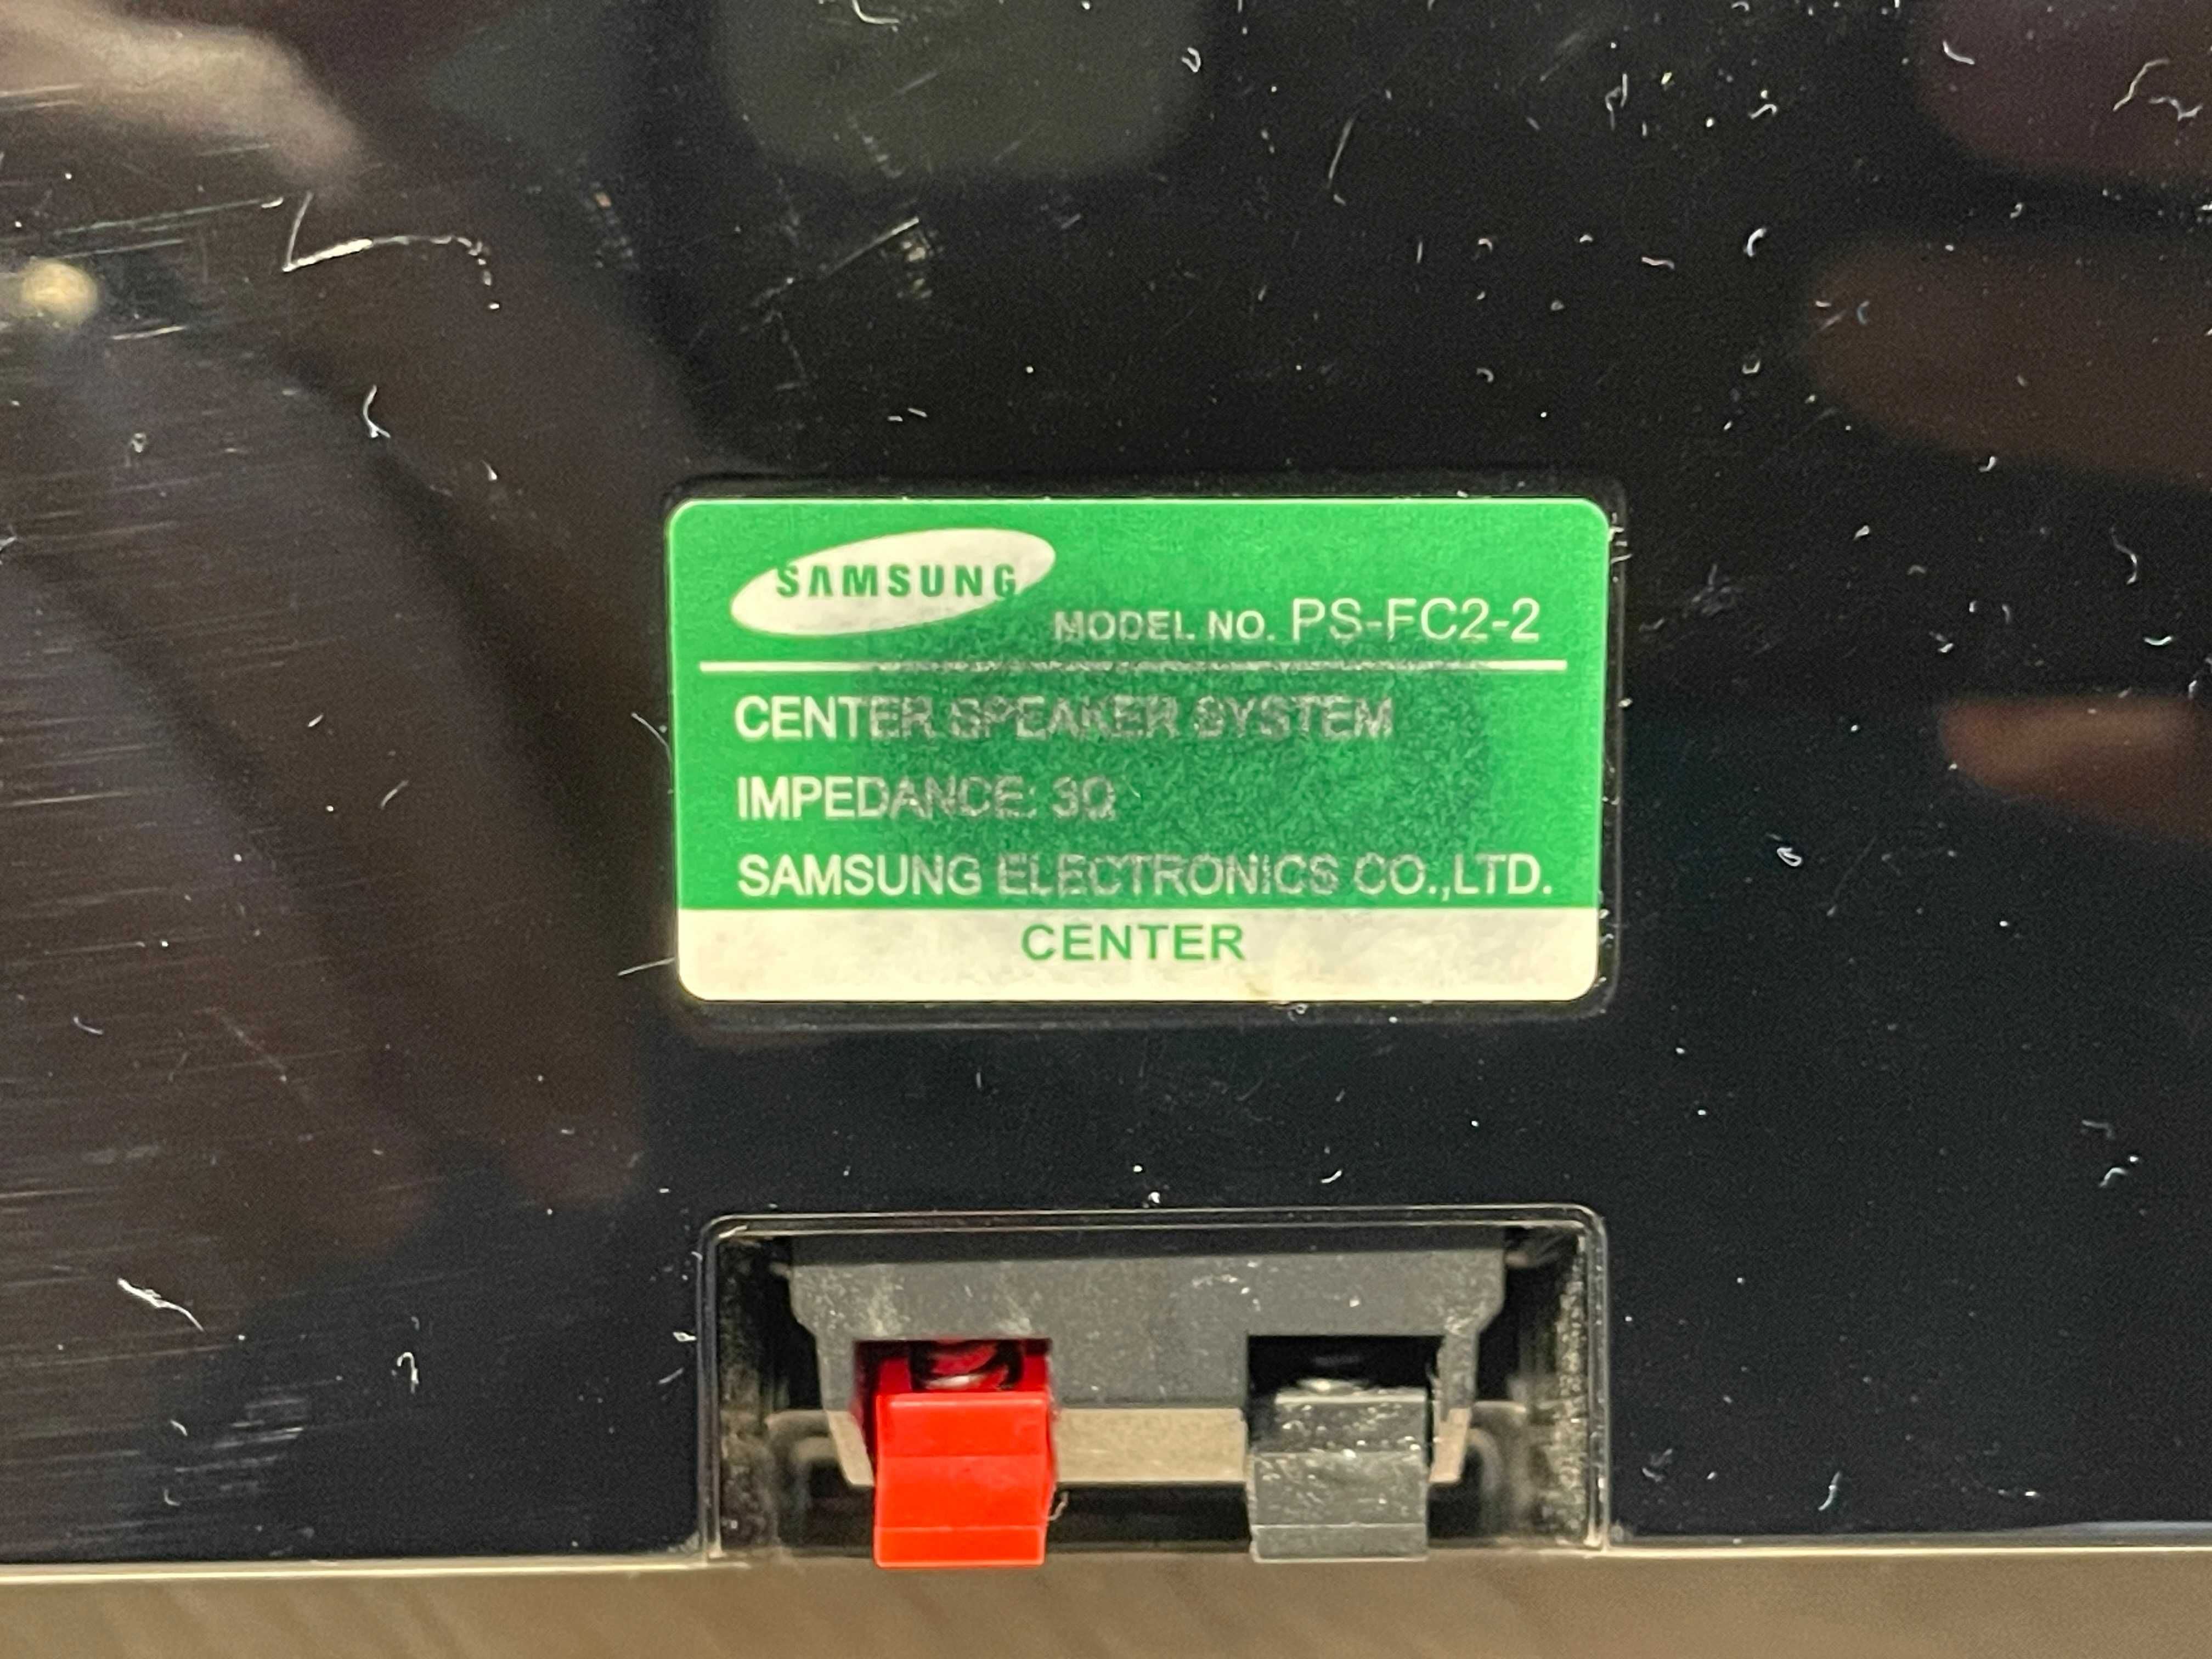 SAMSUNG
MODEL NO. PS-FC2-2
CENTER SPEAKER SYSTEM
IMPEDANCE: 3Ω
SAMSUNG ELECTRONICS CO.,LTD.
CENTER